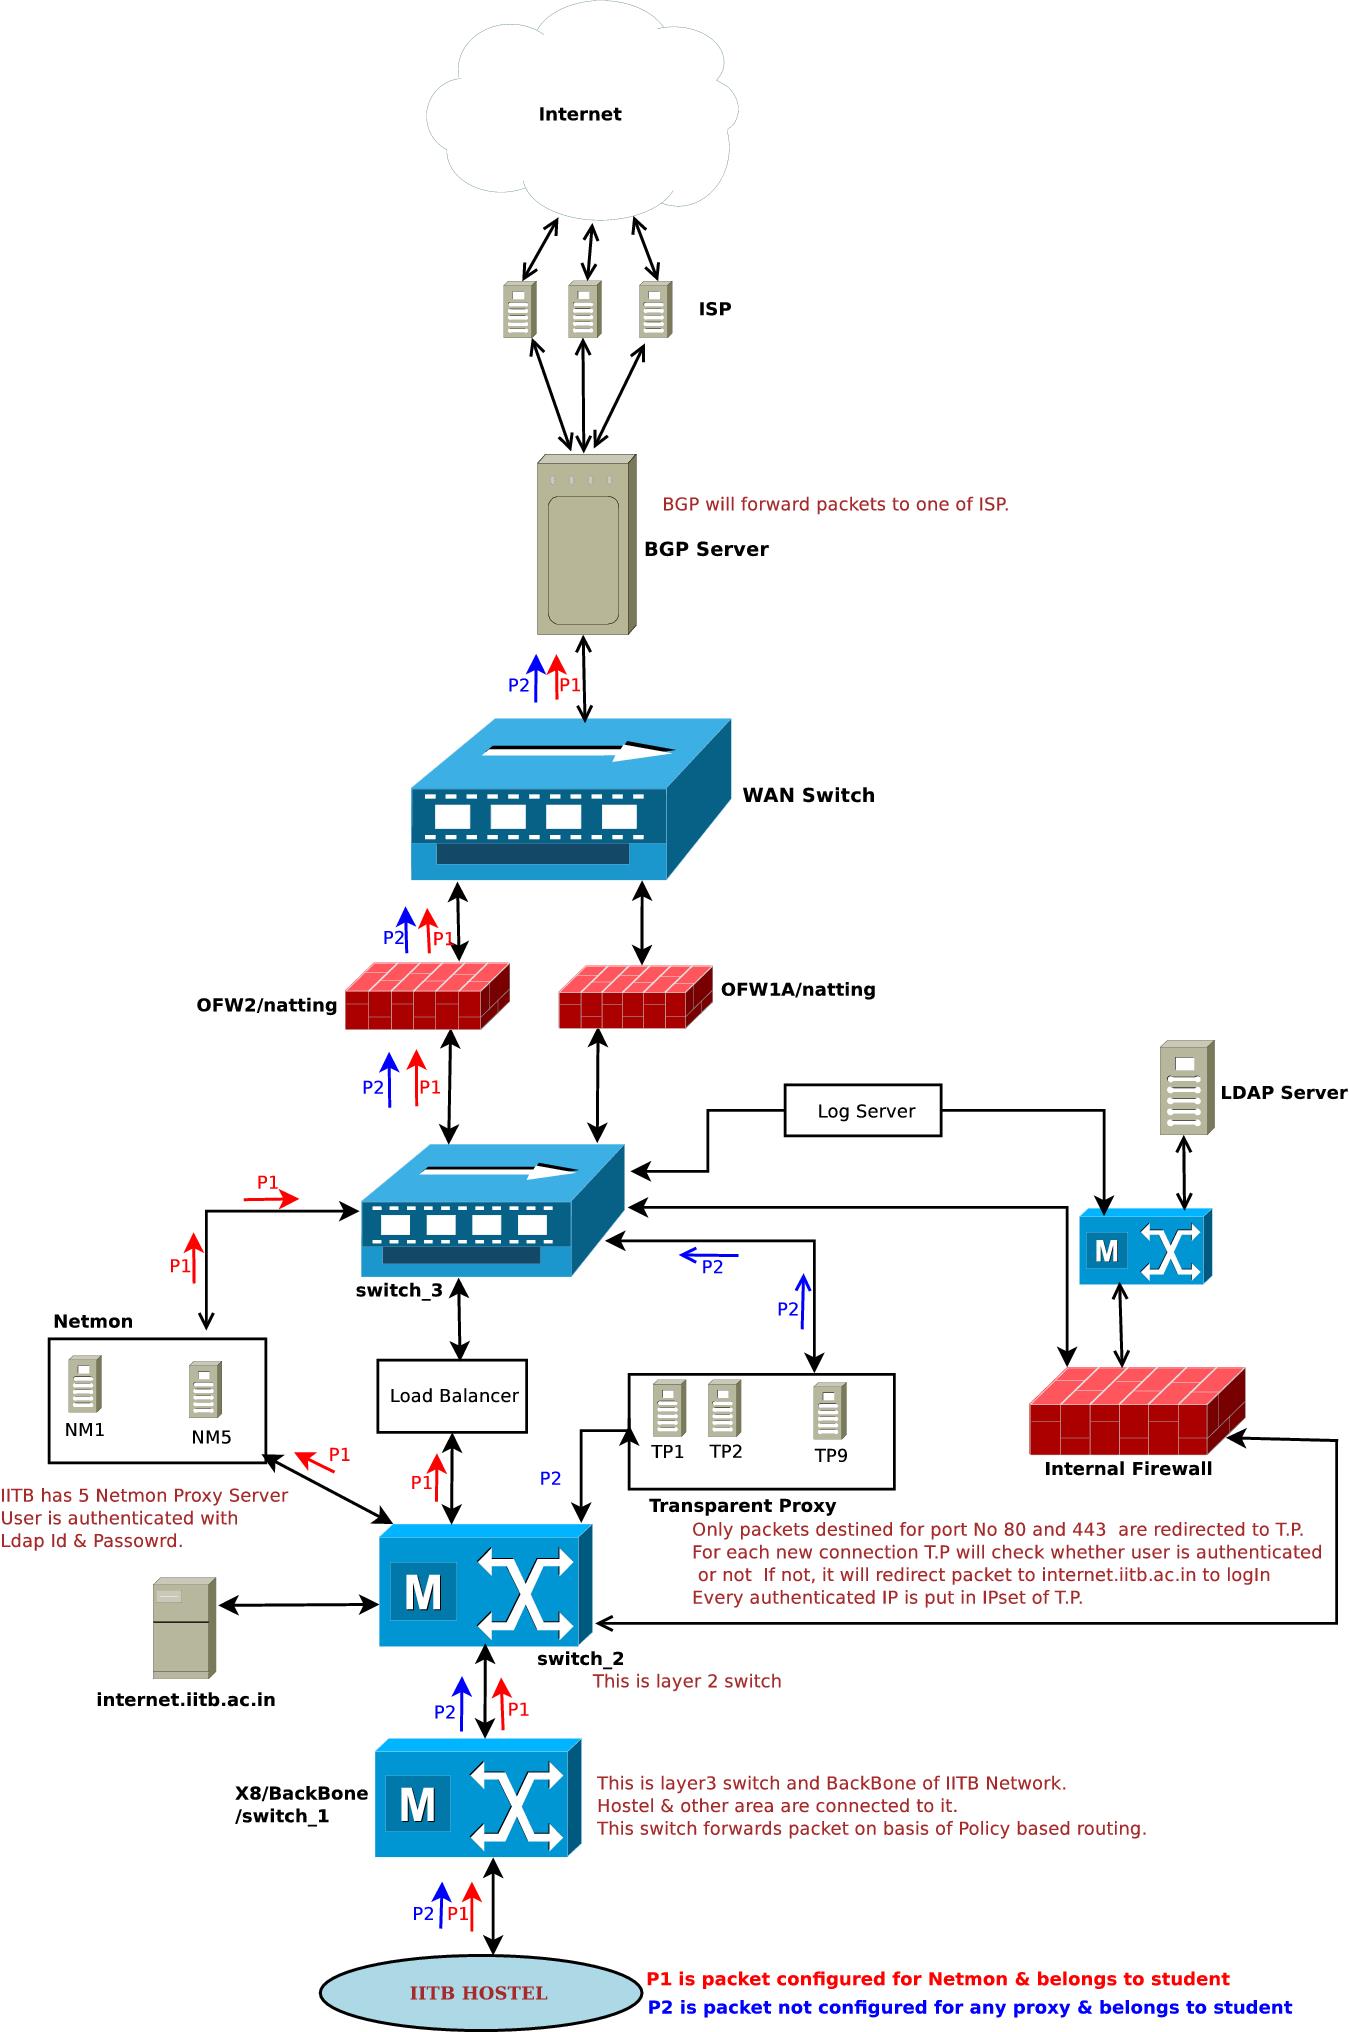 Internet
ISP
BGP will forward packets to one of ISP.
BGP Server
P2
P1
WAN Switch
P2
P1
OFW2/natting
OFW1A/natting
P2
P1
Log Server
LDAP Server
P1
P1
M
P2
P2
switch_3
Netmon
NM1
NM5
Load Balancer
TP1
TP2
TP9
Internal Firewall
P1
P1
P2
Transparent Proxy
IITB has 5 Netmon Proxy Server
User is authenticated with
Ldap Id & Passowrd.
Only packets destined for port No 80 and 443 are redirected to T.P.
For each new connection T.P will check whether user is authenticated
or not If not, it will redirect packet to internet.iitb.ac.in to logIn
Every authenticated IP is put in IPset of T.P.
M
switch_2
This is layer 2 switch
internet.iitb.ac.in
P2
P1
X8/BackBone
/switch_1
M
This is layer3 switch and BackBone of IITB Network.
Hostel & other area are connected to it.
This switch forwards packet on basis of Policy based routing.
P2
P1
IITB HOSTEL
P1 is packet configured for Netmon & belongs to student
P2 is packet not configured for any proxy & belongs to student